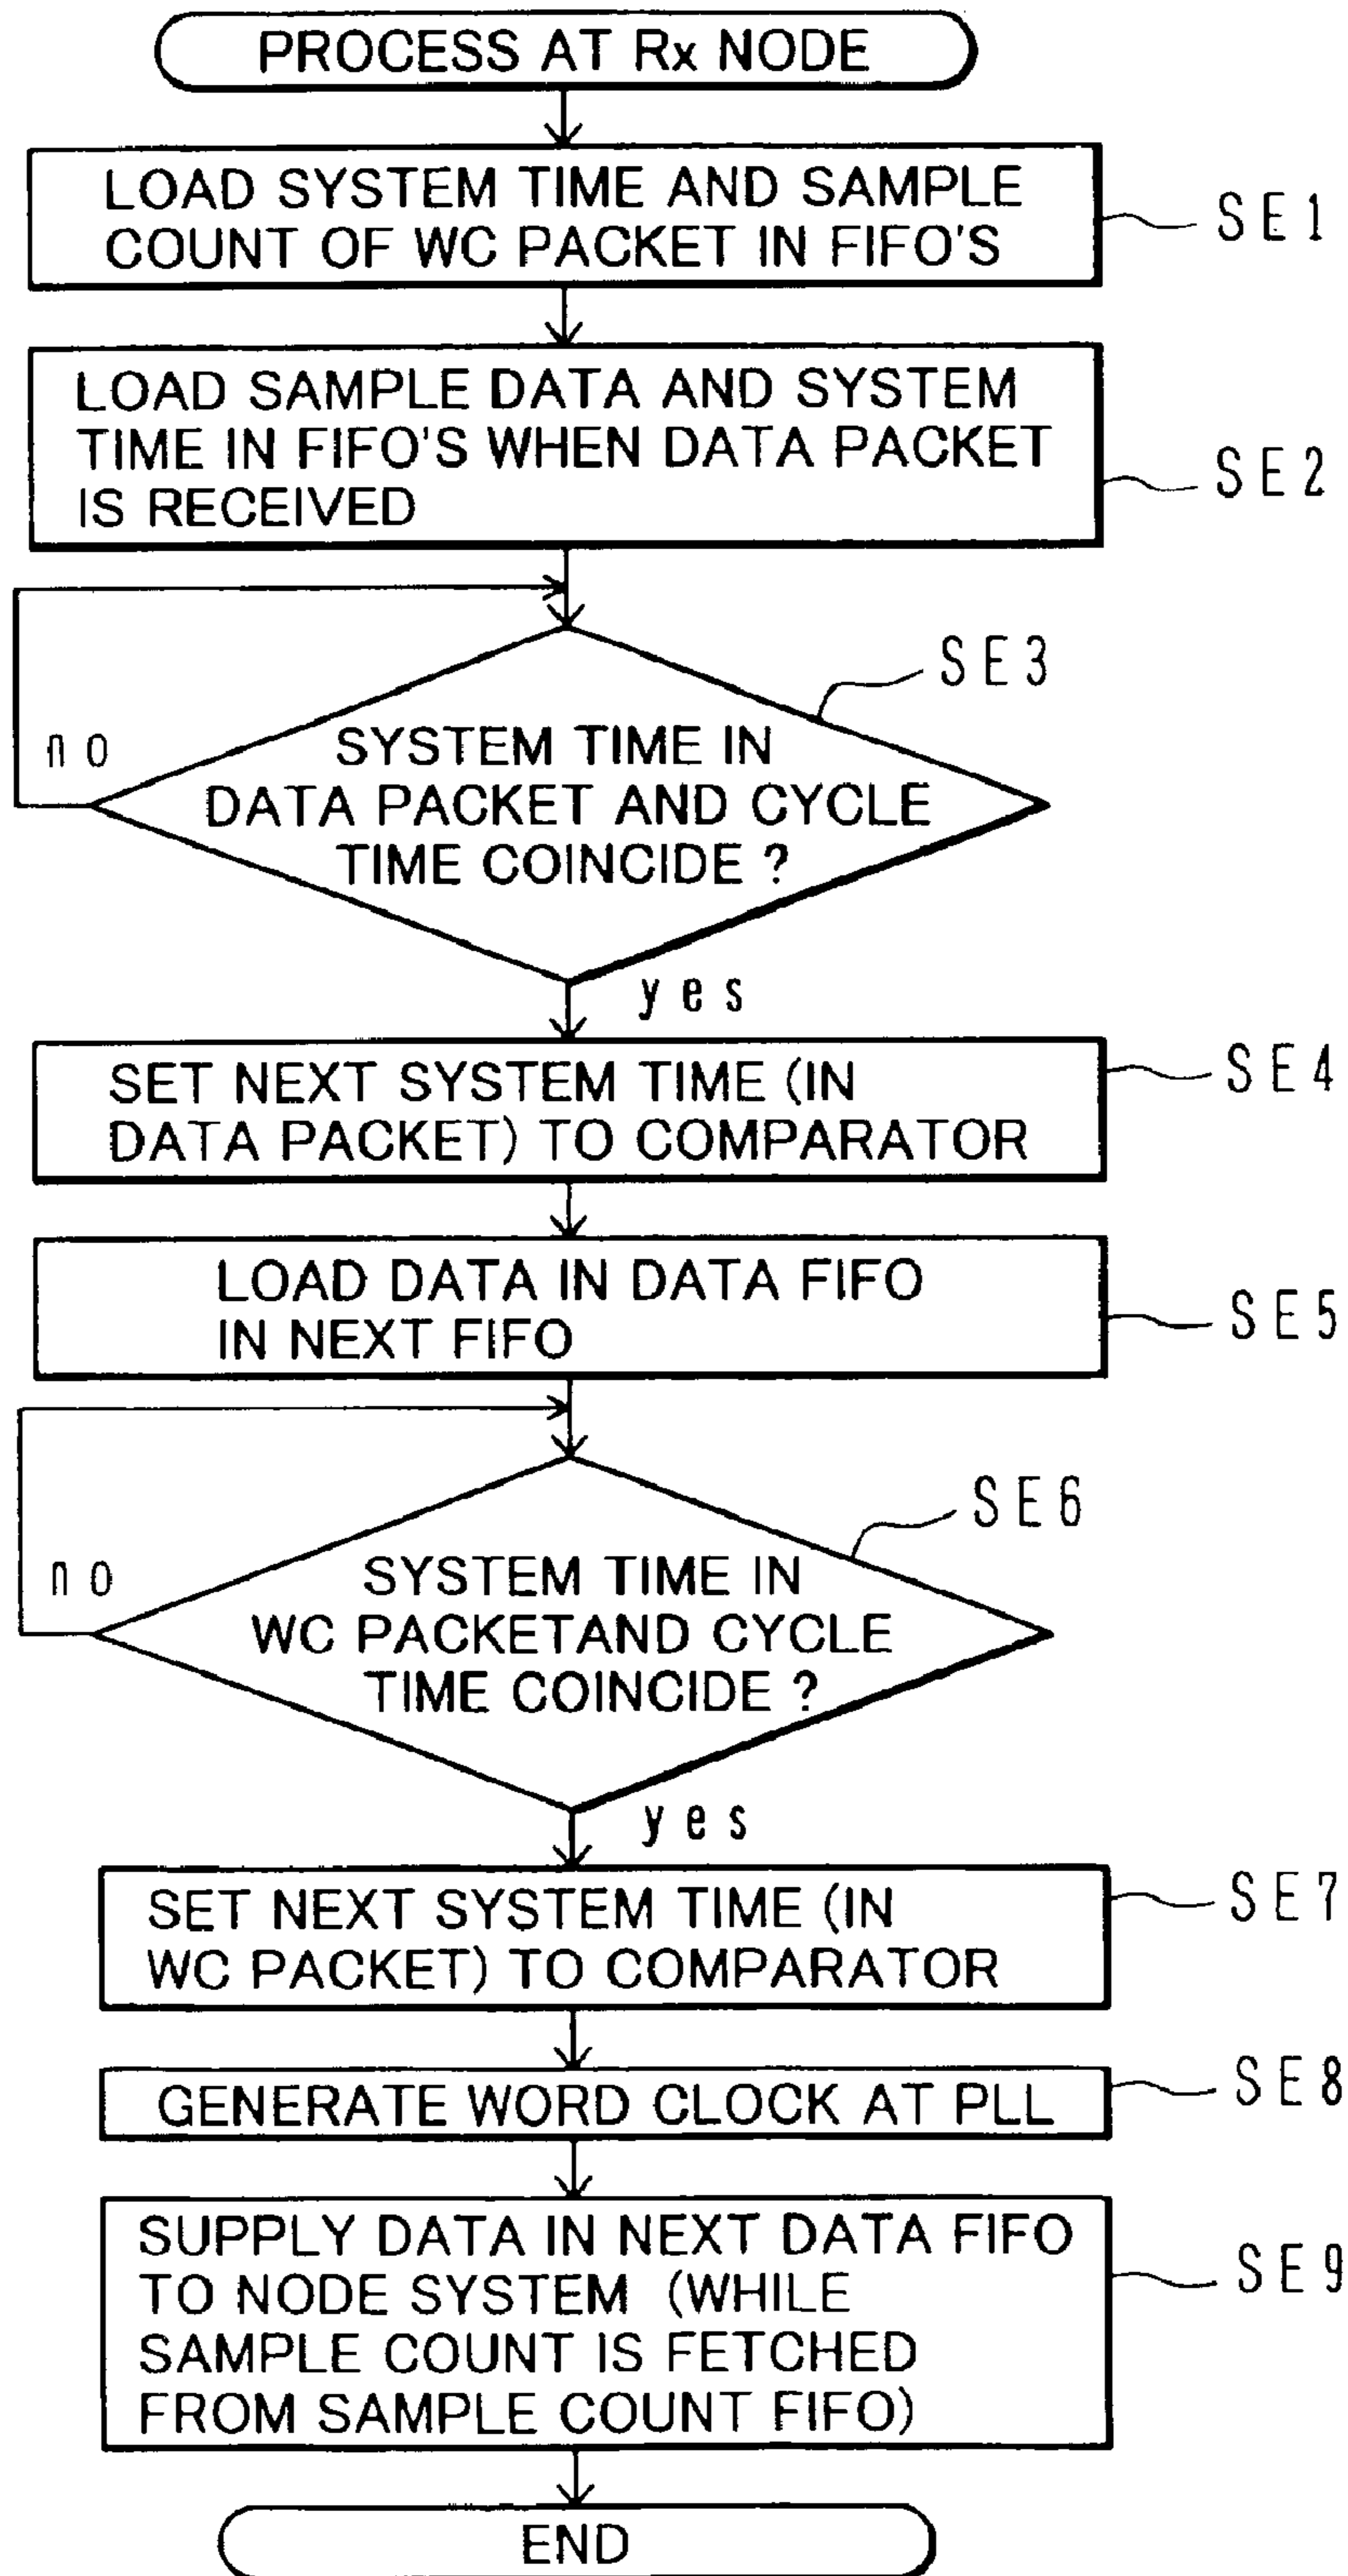 PROCESS AT Rx NODE
LOAD SYSTEM TIME AND SAMPLE
COUNT OF WC PACKET IN FIFO'S
SE1
LOAD SAMPLE DATA AND SYSTEM
TIME IN FIFO'S WHEN DATA PACKET
IS RECEIVED
SE2
SE3
no
SYSTEM TIME IN
DATA PACKET AND CYCLE
TIME COINCIDE ?
yes
SET NEXT SYSTEM TIME (IN
DATA PACKET) TO COMPARATOR
SE4
LOAD DATA IN DATA FIFO
IN NEXT FIFO
SE5
SE6
no
SYSTEM TIME IN
WC PACKETAND CYCLE
TIME COINCIDE ?
yes
SET NEXT SYSTEM TIME (IN
WC PACKET) TO COMPARATOR
SE7
GENERATE WORD CLOCK AT PLL
SE8
SUPPLY DATA IN NEXT DATA FIFO
TO NODE SYSTEM (WHILE
SAMPLE COUNT IS FETCHED
FROM SAMPLE COUNT FIFO)
SE9
END